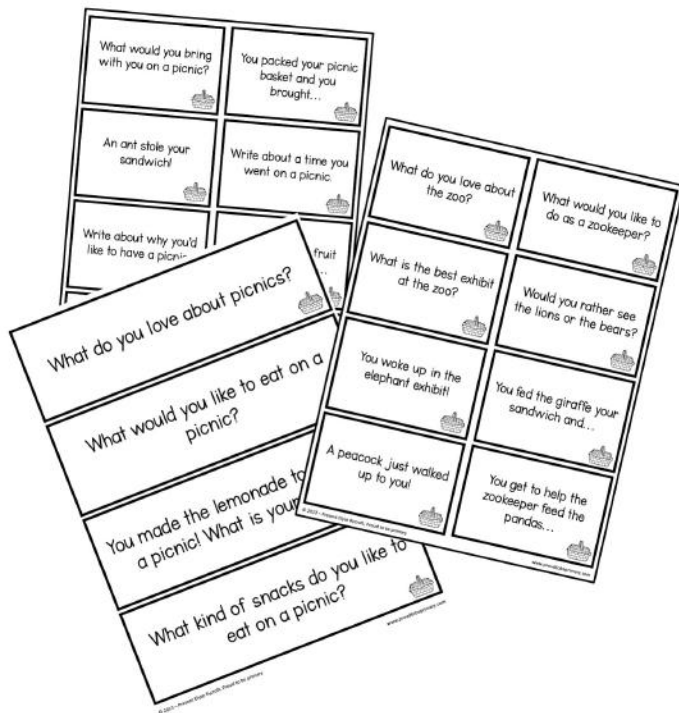 What would you bring
with you on a picnic?
You packed your picnic
basket and you
brought...
An ant stole your
sandwich!
Write about a time you
went on a picnic.
Write about why you'd
like to have a picnic
fruit
...
What do you love about
the zoo?
What would you like to
do as a zookeeper?
What is the best exhibit
at the zoo?
Would you rather see
the lions or the bears?
You woke up in the
elephant exhibit!
You fed the giraffe your
sandwich and...
A peacock just walked
up to you!
You get to help the
zookeeper feed the
pandas...
What do you love about picnics?
What would you like to eat on a
picnic?
You made the lemonade to
a picnic! What is your
What kind of snacks do you like to
eat on a picnic?